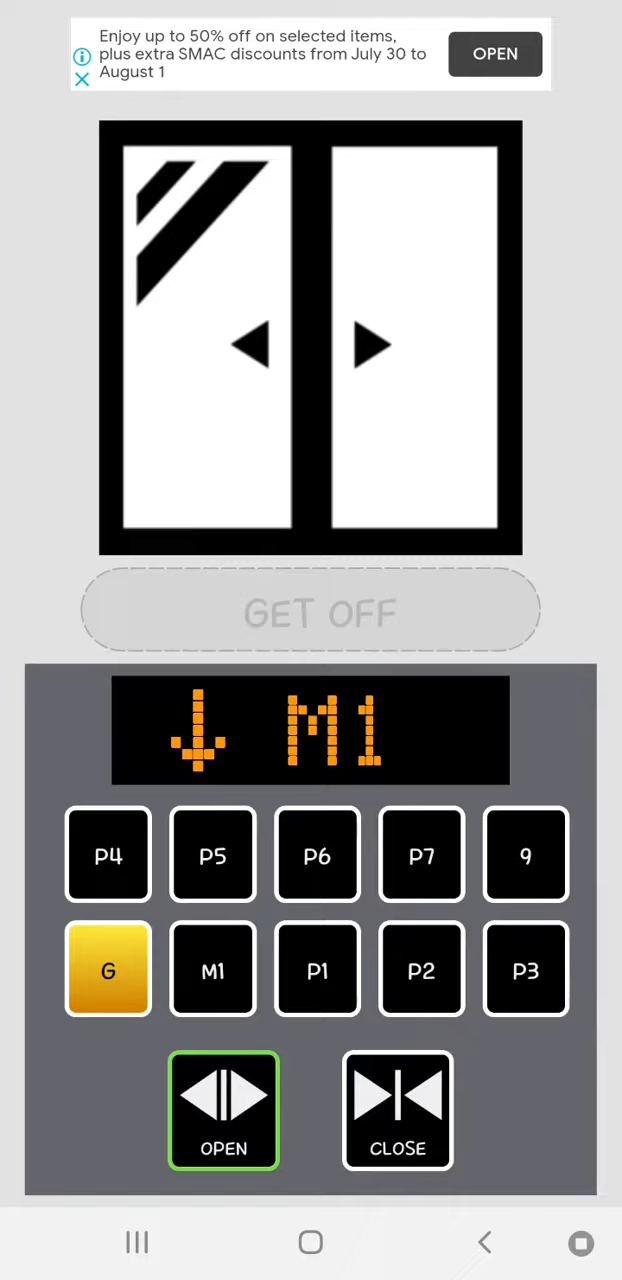 Enjoy up to 50% off on selected items,
plus extra SMAC discounts from July 30 to
August 1
OPEN
GET OFF
M1
P4 P5 P6 P7 9
G M1 P1 P2 P3
OPEN CLOSE